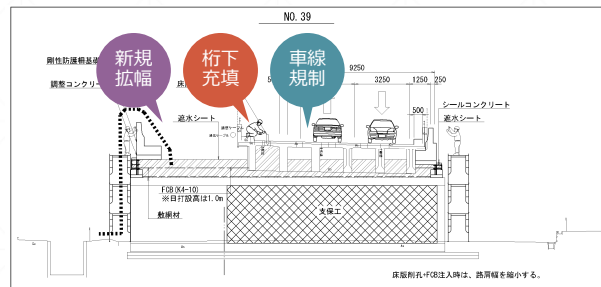 NO. 39
新規
拡幅
桁下
充填
車線
規制
剛性防護柵基礎
調整コンクリー
床
9250
3250
1250
250
500
遮水シート
シールコンクリート
遮水シート
FCB(K4-10)
※日打設高は1.0m
敷網材
支保工
床版削孔・FCB注入時は、路肩幅を縮小する。